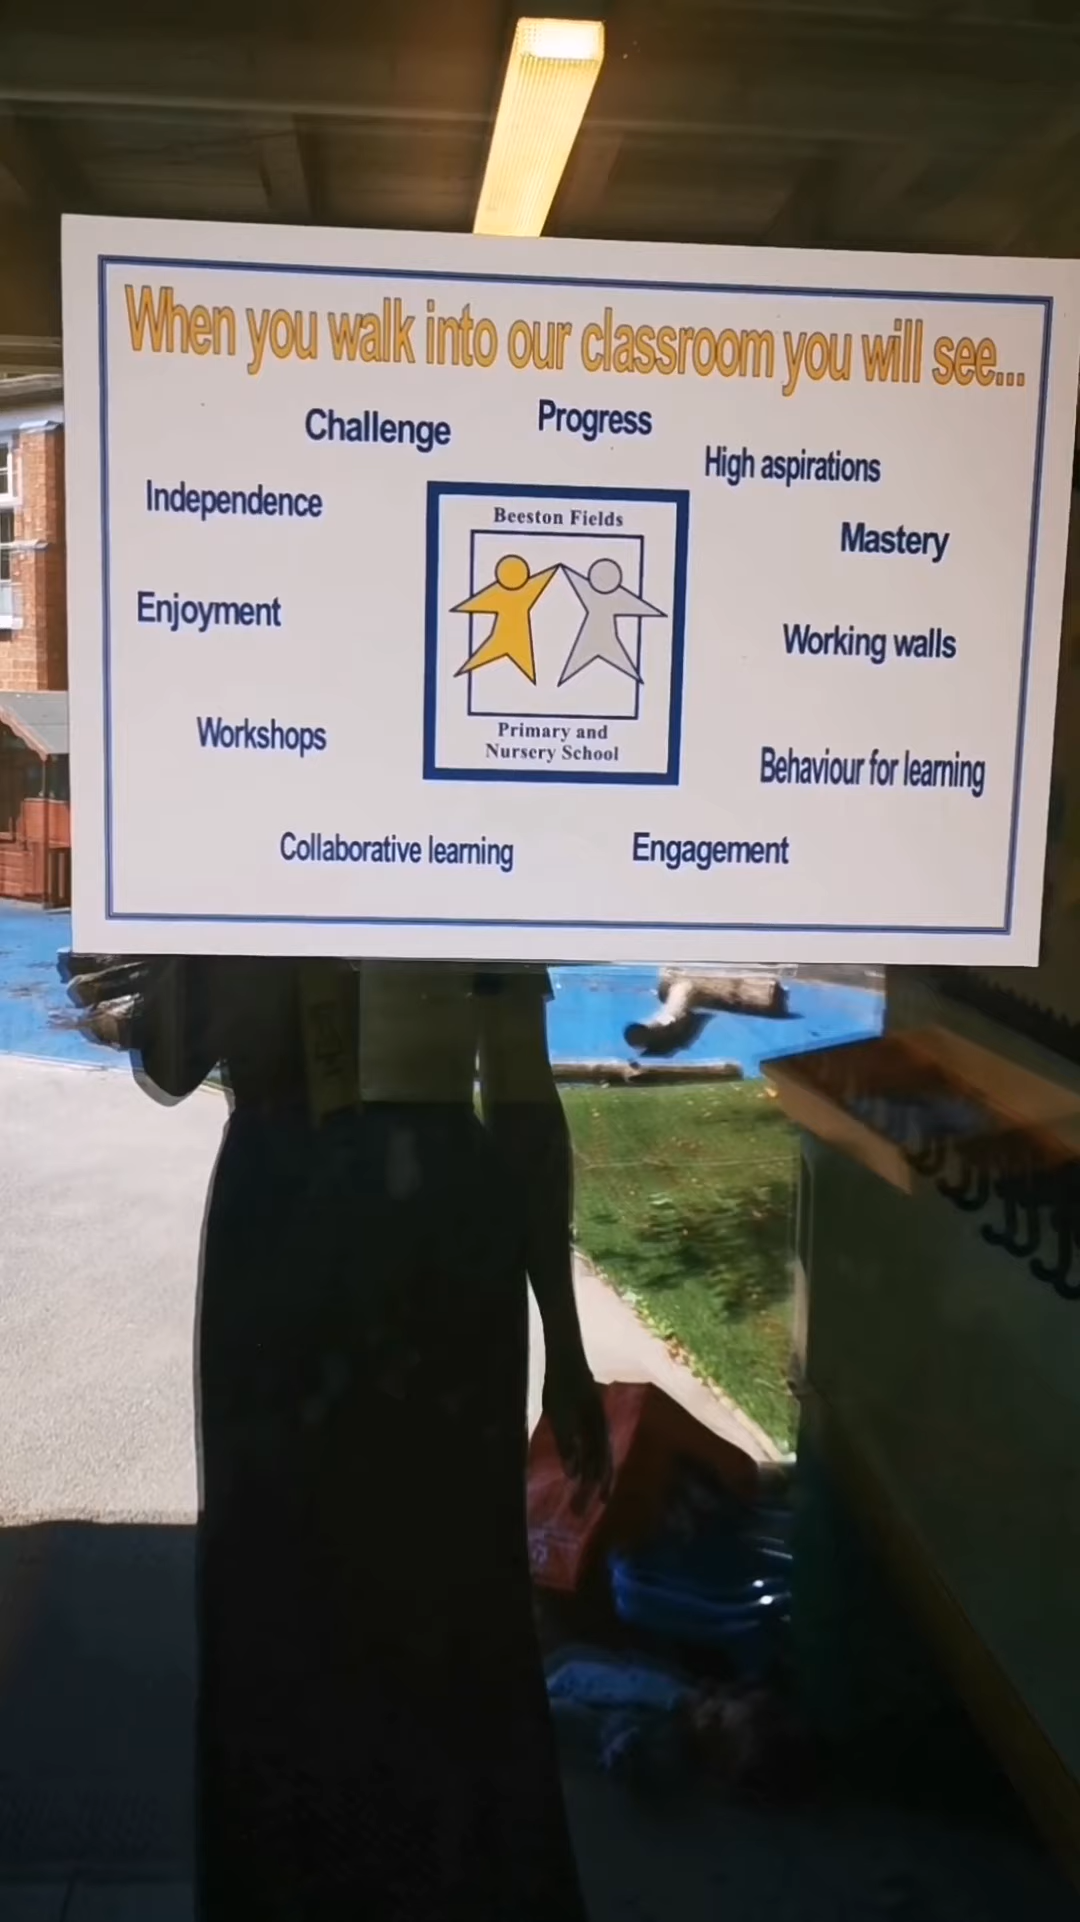 When you walk into our classroom you will see...
Challenge
Progress
High aspirations
Independence
Mastery
Enjoyment
Working walls
Workshops
Behaviour for learning
Collaborative learning
Engagement
Beeston Fields
Primary and
Nursery School